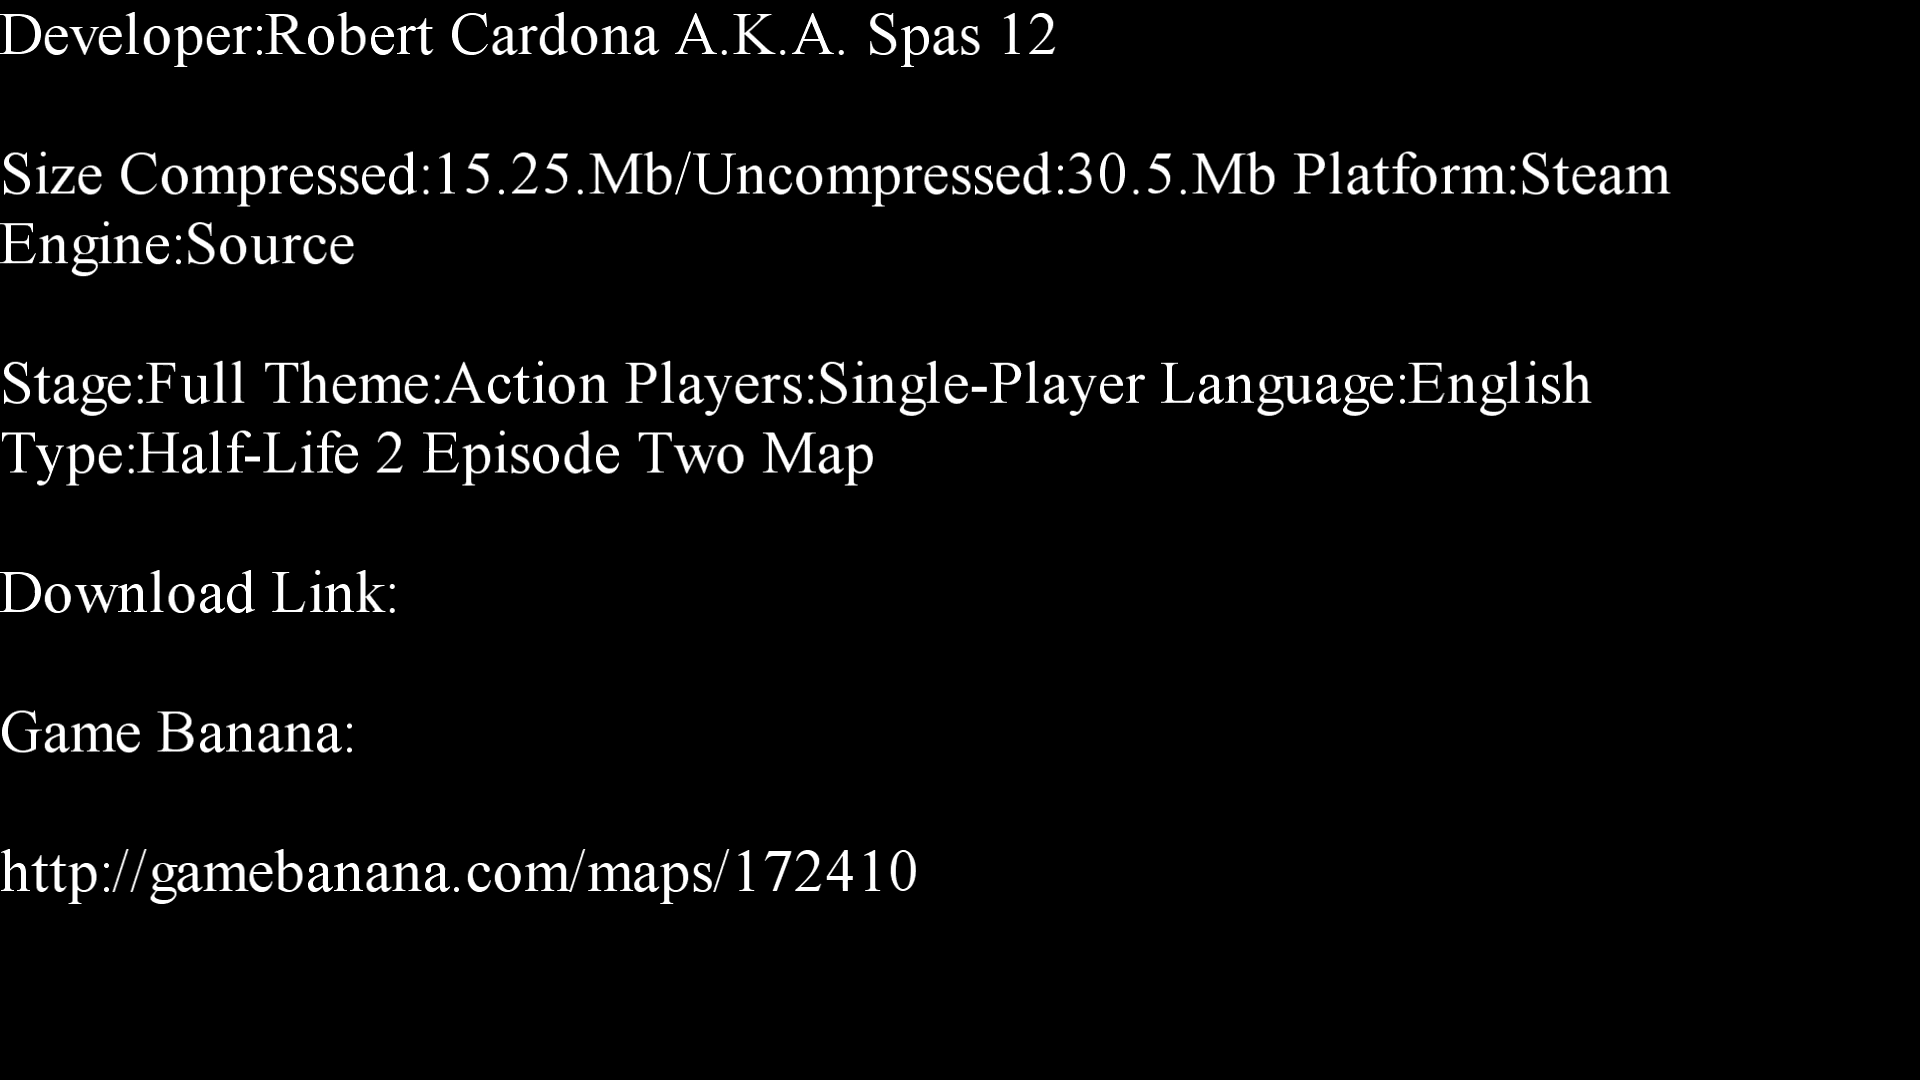 Developer:Robert Cardona A.K.A. Spas 12
Size Compressed:15.25.Mb/Uncompressed:30.5.Mb Platform:Steam
Engine:Source
Stage:Full Theme:Action Players:Single-Player Language:English
Type:Half-Life 2 Episode Two Map
Download Link:
Game Banana:
http://gamebanana.com/maps/172410